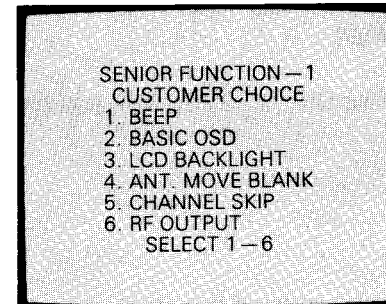 SENIOR FUNCTION — 1
CUSTOMER CHOICE
1. BEEP
2. BASIC OSD
3. LCD BACKLIGHT
4. ANT. MOVE BLANK
5. CHANNEL SKIP
6. RF OUTPUT
SELECT 1 — 6